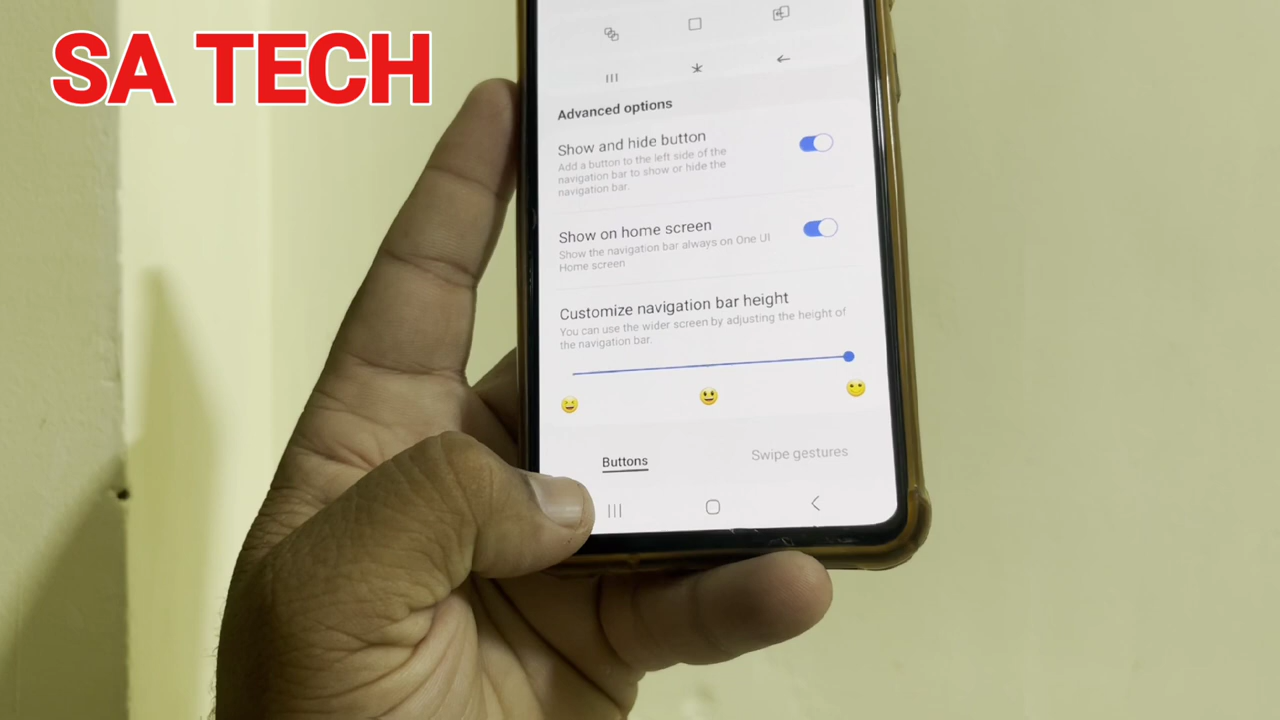 SA TECH
Advanced options
Show and hide button
Add a button to the left side of the
navigation bar to show or hide the
navigation bar.
Show on home screen
Show the navigation bar always on One UI
Home screen
Customize navigation bar height
You can use the wider screen by adjusting the height of
the navigation bar.
Buttons
Swipe gestures